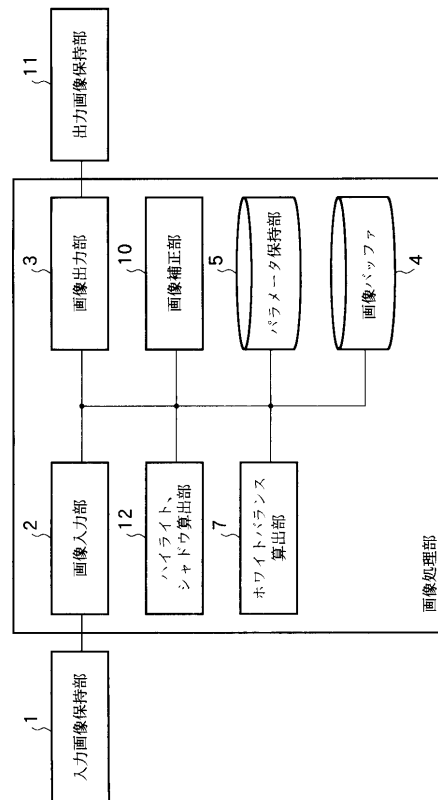 1
入力画像保持部
2
画像入力部
3
画像出力部
11
出力画像保持部
12
ハイライト、
シャドウ算出部
10
画像補正部
7
ホワイトバランス
算出部
5
パラメータ保持部
4
画像バッファ
画像処理部